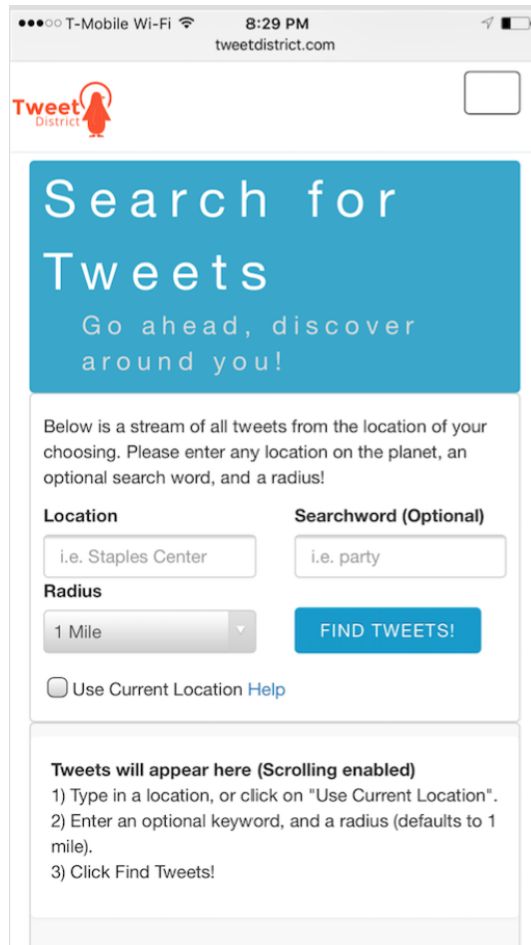 T-Mobile Wi-Fi 8:29 PM
tweetdistrict.com
Tweet
District
Search for
Tweets
Go ahead, discover
around you!
Below is a stream of all tweets from the location of your
choosing. Please enter any location on the planet, an
optional search word, and a radius!
Location Searchword (Optional)
i.e. Staples Center i.e. party
Radius
1 Mile FIND TWEETS!
Use Current Location Help
Tweets will appear here (Scrolling enabled)
1) Type in a location, or click on "Use Current Location".
2) Enter an optional keyword, and a radius (defaults to 1
mile).
3) Click Find Tweets!